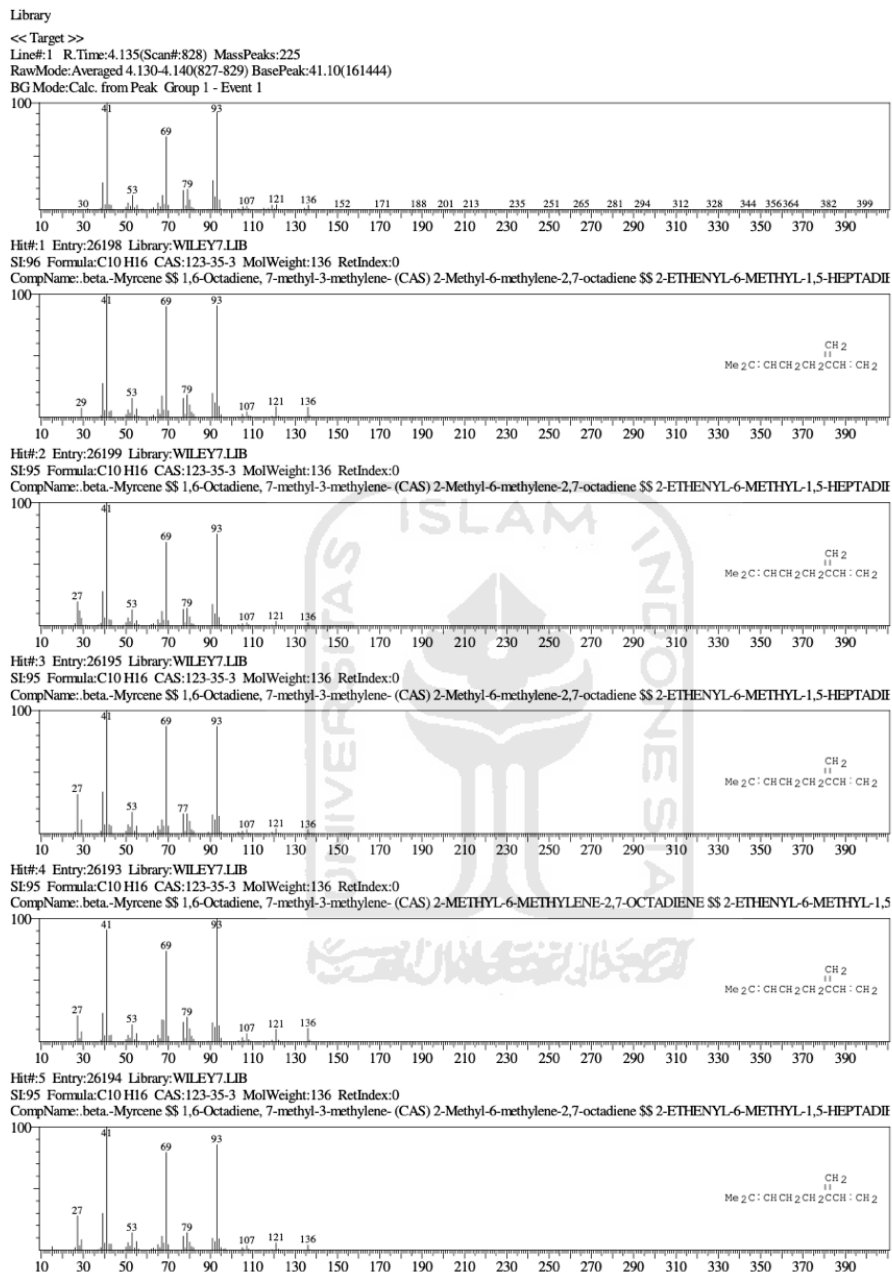 Library
<< Target >>
Line#:1 R.Time:4.135(Scan#:828) MassPeaks:225
RawMode:Averaged 4.130-4.140(827-829) BasePeak:41.10(161444)
BG Mode:Calc. from Peak Group 1 - Event 1
100
41 93
69
53 79
30 107 121 136 152 171 188 201 213 235 251 265 281 294 312 328 344 356 364 382 399
10 30 50 70 90 110 130 150 170 190 210 230 250 270 290 310 330 350 370 390
Hit#:1 Entry:26198 Library:WILEY7.LIB
SI:96 Formula:C10 H16 CAS:123-35-3 MolWeight:136 RetIndex:0
CompName:.beta.-Myrcene $$ 1,6-Octadiene, 7-methyl-3-methylene- (CAS) 2-Methyl-6-methylene-2,7-octadiene $$ 2-ETHENYL-6-METHYL-1,5-HEPTADIE
100
41 69 93
CH2
Me2C:CHCH2CH2CCH:CH2
29 53 79 107 121 136
10 30 50 70 90 110 130 150 170 190 210 230 250 270 290 310 330 350 370 390
Hit#:2 Entry:26199 Library:WILEY7.LIB
SI:95 Formula:C10 H16 CAS:123-35-3 MolWeight:136 RetIndex:0
CompName:.beta.-Myrcene $$ 1,6-Octadiene, 7-methyl-3-methylene- (CAS) 2-Methyl-6-methylene-2,7-octadiene $$ 2-ETHENYL-6-METHYL-1,5-HEPTADIE
100
41
69 93
CH2
Me2C:CHCH2CH2CCH:CH2
27 53 79 107 121 136
10 30 50 70 90 110 130 150 170 190 210 230 250 270 290 310 330 350 370 390
Hit#:3 Entry:26195 Library:WILEY7.LIB
SI:95 Formula:C10 H16 CAS:123-35-3 MolWeight:136 RetIndex:0
CompName:.beta.-Myrcene $$ 1,6-Octadiene, 7-methyl-3-methylene- (CAS) 2-Methyl-6-methylene-2,7-octadiene $$ 2-ETHENYL-6-METHYL-1,5-HEPTADIE
100
41 69 93
CH2
Me2C:CHCH2CH2CCH:CH2
27 53 77 107 121 136
10 30 50 70 90 110 130 150 170 190 210 230 250 270 290 310 330 350 370 390
Hit#:4 Entry:26193 Library:WILEY7.LIB
SI:95 Formula:C10 H16 CAS:123-35-3 MolWeight:136 RetIndex:0
CompName:.beta.-Myrcene $$ 1,6-Octadiene, 7-methyl-3-methylene- (CAS) 2-METHYL-6-METHYLENE-2,7-OCTADIENE $$ 2-ETHENYL-6-METHYL-1,5
100
41 93
69
CH2
Me2C:CHCH2CH2CCH:CH2
27 53 79 107 121 136
10 30 50 70 90 110 130 150 170 190 210 230 250 270 290 310 330 350 370 390
Hit#:5 Entry:26194 Library:WILEY7.LIB
SI:95 Formula:C10 H16 CAS:123-35-3 MolWeight:136 RetIndex:0
CompName:.beta.-Myrcene $$ 1,6-Octadiene, 7-methyl-3-methylene- (CAS) 2-Methyl-6-methylene-2,7-octadiene $$ 2-ETHENYL-6-METHYL-1,5-HEPTADIE
100
41 69 93
CH2
Me2C:CHCH2CH2CCH:CH2
27 53 79 107 121 136
10 30 50 70 90 110 130 150 170 190 210 230 250 270 290 310 330 350 370 390
UNIVERSITAS
ISLAM
INDONESIA